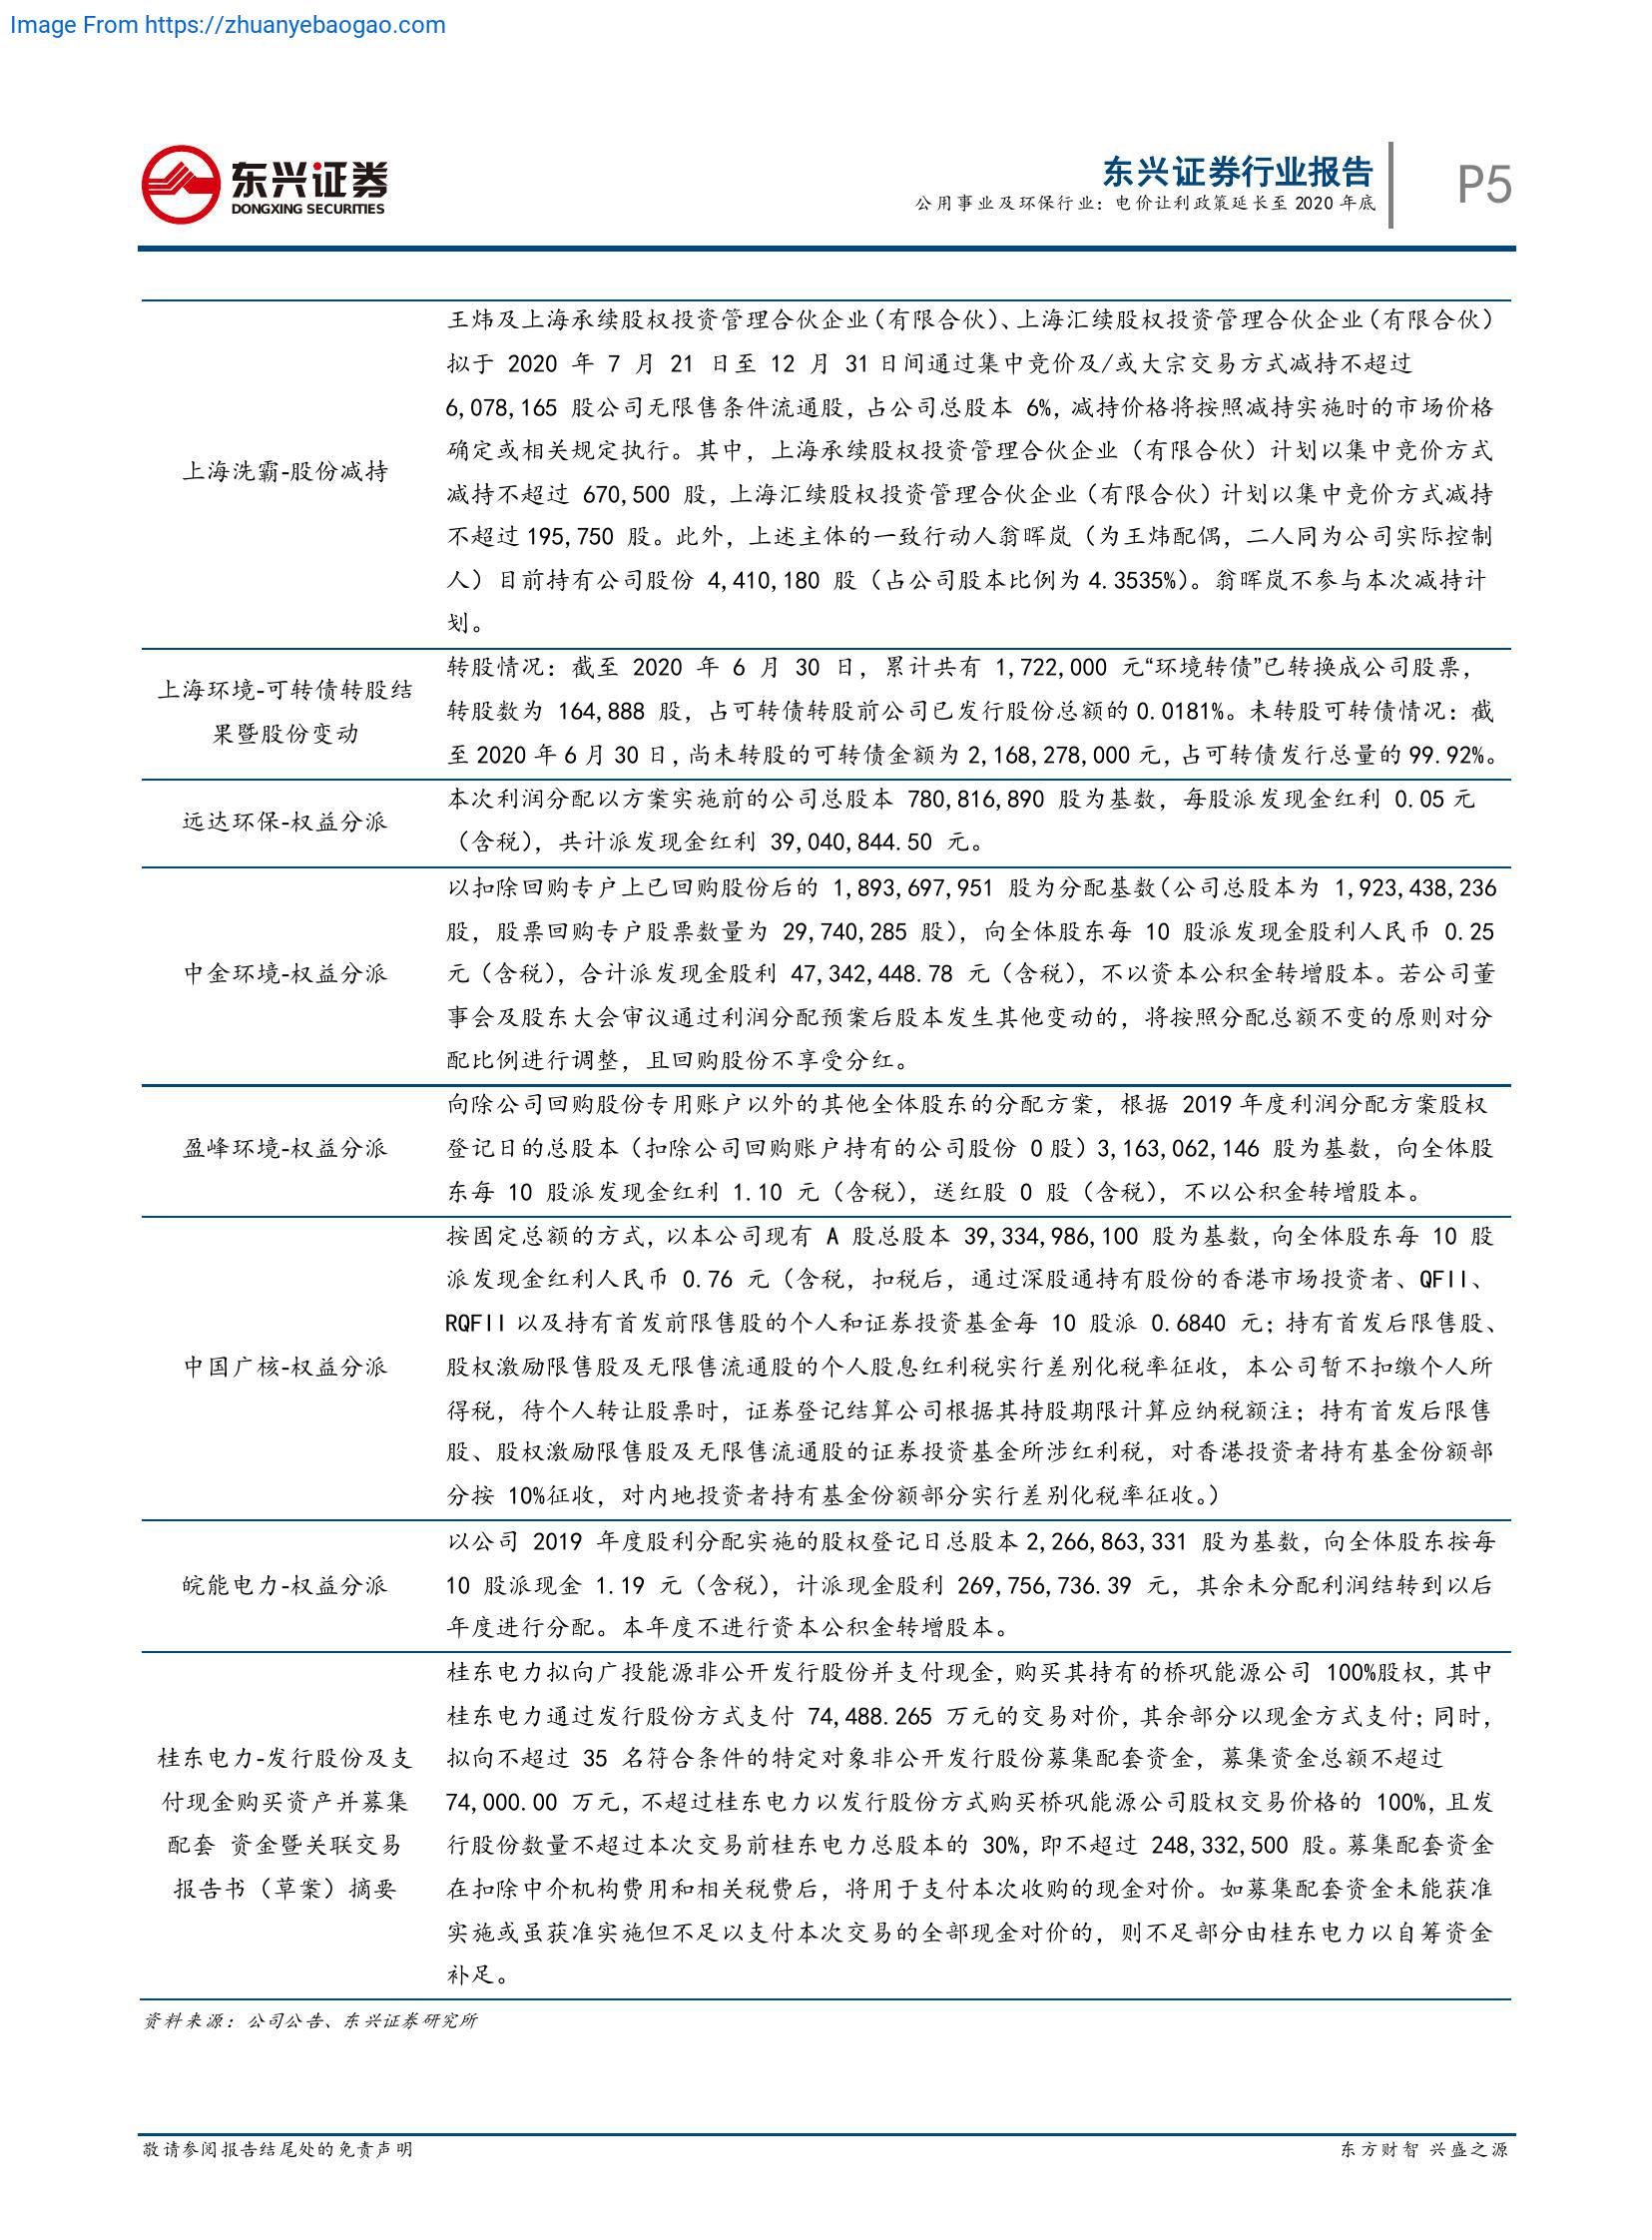 Image From https://zhuanyebaogao.com
东兴证券
DONGXING SECURITIES
东兴证券行业报告
公用事业及环保行业：电价让利政策延长至 2020 年底
P5
上海洗霸-股份减持
王炜及上海承续股权投资管理合伙企业（有限合伙）、上海汇续股权投资管理合伙企业（有限合伙）
拟于 2020 年 7 月 21 日至 12 月 31 日间通过集中竞价及/或大宗交易方式减持不超过
6,078,165 股公司无限售条件流通股，占公司总股本 6%，减持价格将按照减持实施时的市场价格
确定或相关规定执行。其中，上海承续股权投资管理合伙企业（有限合伙）计划以集中竞价方式
减持不超过 670,500 股，上海汇续股权投资管理合伙企业（有限合伙）计划以集中竞价方式减持
不超过 195,750 股。此外，上述主体的一致行动人翁晖岚（为王炜配偶，二人同为公司实际控制
人）目前持有公司股份 4,410,180 股（占公司股本比例为 4.3535%）。翁晖岚不参与本次减持计
划。
上海环境-可转债转股结
果暨股份变动
转股情况：截至 2020 年 6 月 30 日，累计共有 1,722,000 元“环境转债”已转换成公司股票，
转股数为 164,888 股，占可转债转股前公司已发行股份总额的 0.0181%。未转股可转债情况：截
至 2020 年 6 月 30 日，尚未转股的可转债金额为 2,168,278,000 元，占可转债发行总量的 99.92%。
远达环保-权益分派
本次利润分配以方案实施前的公司总股本 780,816,890 股为基数，每股派发现金红利 0.05 元
（含税），共计派发现金红利 39,040,844.50 元。
中金环境-权益分派
以扣除回购专户上已回购股份后的 1,893,697,951 股为分配基数（公司总股本为 1,923,438,236
股，股票回购专户股票数量为 29,740,285 股），向全体股东每 10 股派发现金股利人民币 0.25
元（含税），合计派发现金股利 47,342,448.78 元（含税），不以资本公积金转增股本。若公司董
事会及股东大会审议通过利润分配预案后股本发生其他变动的，将按照分配总额不变的原则对分
配比例进行调整，且回购股份不享受分红。
盈峰环境-权益分派
向除公司回购股份专用账户以外的其他全体股东的分配方案，根据 2019 年度利润分配方案股权
登记日的总股本（扣除公司回购账户持有的公司股份 0 股）3,163,062,146 股为基数，向全体股
东每 10 股派发现金红利 1.10 元（含税），送红股 0 股（含税），不以公积金转增股本。
中国广核-权益分派
按固定总额的方式，以本公司现有 A 股总股本 39,334,986,100 股为基数，向全体股东每 10 股
派发现金红利人民币 0.76 元（含税，扣税后，通过深股通持有股份的香港市场投资者、QFII、
RQFII 以及持有首发前限售股的个人和证券投资基金每 10 股派 0.6840 元；持有首发后限售股、
股权激励限售股及无限售流通股的个人股息红利税实行差别化税率征收，本公司暂不扣缴个人所
得税，待个人转让股票时，证券登记结算公司根据其持股期限计算应纳税额注；持有首发后限售
股、股权激励限售股及无限售流通股的证券投资基金所涉红利税，对香港投资者持有基金份额部
分按 10%征收，对内地投资者持有基金份额部分实行差别化税率征收。）
皖能电力-权益分派
以公司 2019 年度股利分配实施的股权登记日总股本 2,266,863,331 股为基数，向全体股东按每
10 股派现金 1.19 元（含税），计派现金股利 269,756,736.39 元，其余未分配利润结转到以后
年度进行分配。本年度不进行资本公积金转增股本。
桂东电力-发行股份及支
付现金购买资产并募集
配套 资金暨关联交易
报告书（草案）摘要
桂东电力拟向广投能源非公开发行股份并支付现金，购买其持有的桥巩能源公司 100%股权，其中
桂东电力通过发行股份方式支付 74,488.265 万元的交易对价，其余部分以现金方式支付；同时，
拟向不超过 35 名符合条件的特定对象非公开发行股份募集配套资金，募集资金总额不超过
74,000.00 万元，不超过桂东电力以发行股份方式购买桥巩能源公司股权交易价格的 100%，且发
行股份数量不超过本次交易前桂东电力总股本的 30%，即不超过 248,332,500 股。募集配套资金
在扣除中介机构费用和相关税费后，将用于支付本次收购的现金对价。如募集配套资金未能获准
实施或虽获准实施但不足以支付本次交易的全部现金对价的，则不足部分由桂东电力以自筹资金
补足。
资料来源：公司公告、东兴证券研究所
敬请参阅报告结尾处的免责声明
东方财智 兴盛之源